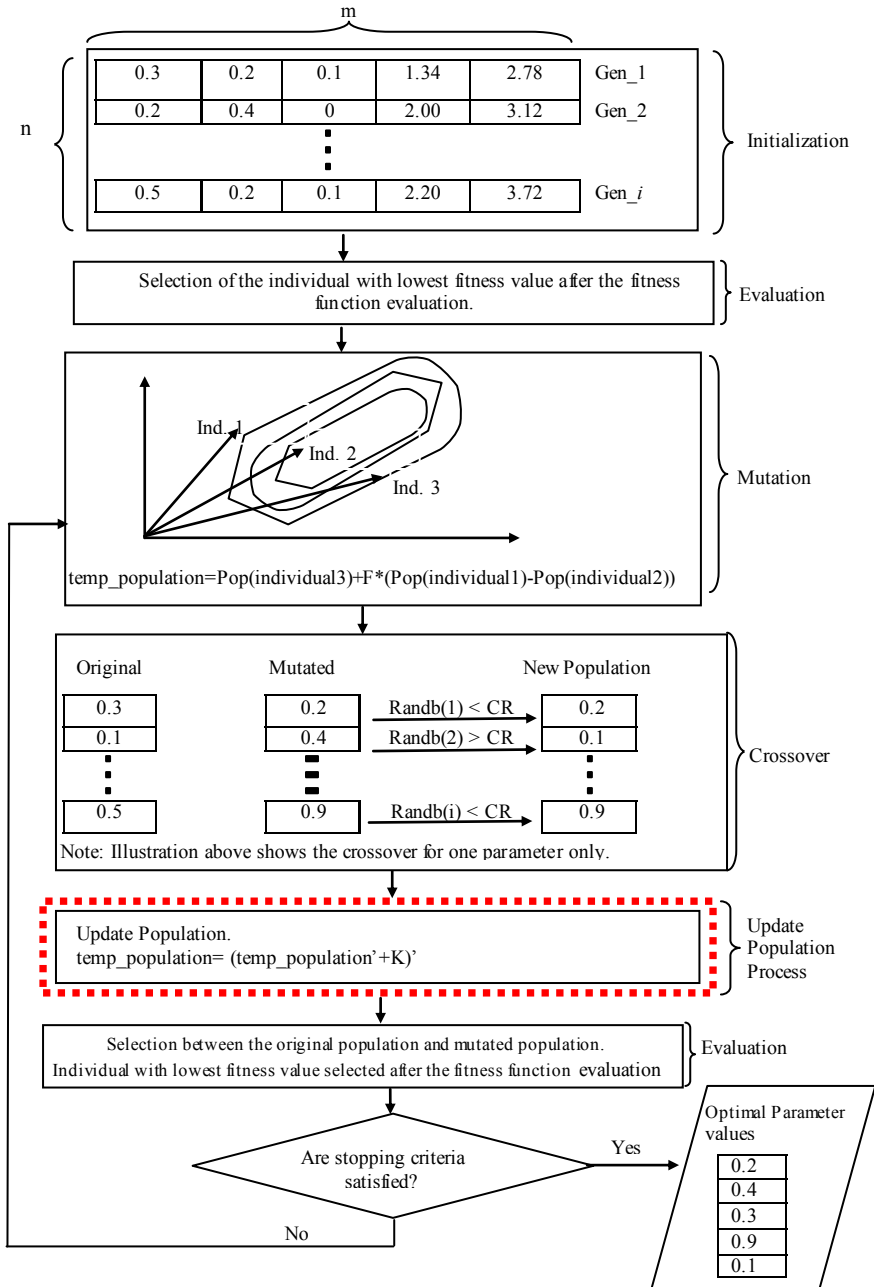 m
n
0.3 0.2 0.1 1.34 2.78 Gen_1
0.2 0.4 0 2.00 3.12 Gen_2
0.5 0.2 0.1 2.20 3.72 Gen_i
Initialization
Selection of the individual with lowest fitness value after the fitness
function evaluation.
Evaluation
Ind. 1
Ind. 2
Ind. 3
Mutation
temp_population=Pop(individual3)+F*(Pop(individual1)-Pop(individual2))
Original Mutated New Population
0.3 0.2 Randb(1) < CR 0.2
0.1 0.4 Randb(2) > CR 0.1
0.5 0.9 Randb(i) < CR 0.9
Crossover
Note: Illustration above shows the crossover for one parameter only.
Update Population.
temp_population= (temp_population’+K)’
Update
Population
Process
Selection between the original population and mutated population.
Individual with lowest fitness value selected after the fitness function evaluation
Evaluation
Are stopping criteria
satisfied?
Yes
No
Optimal Parameter
values
0.2
0.4
0.3
0.9
0.1